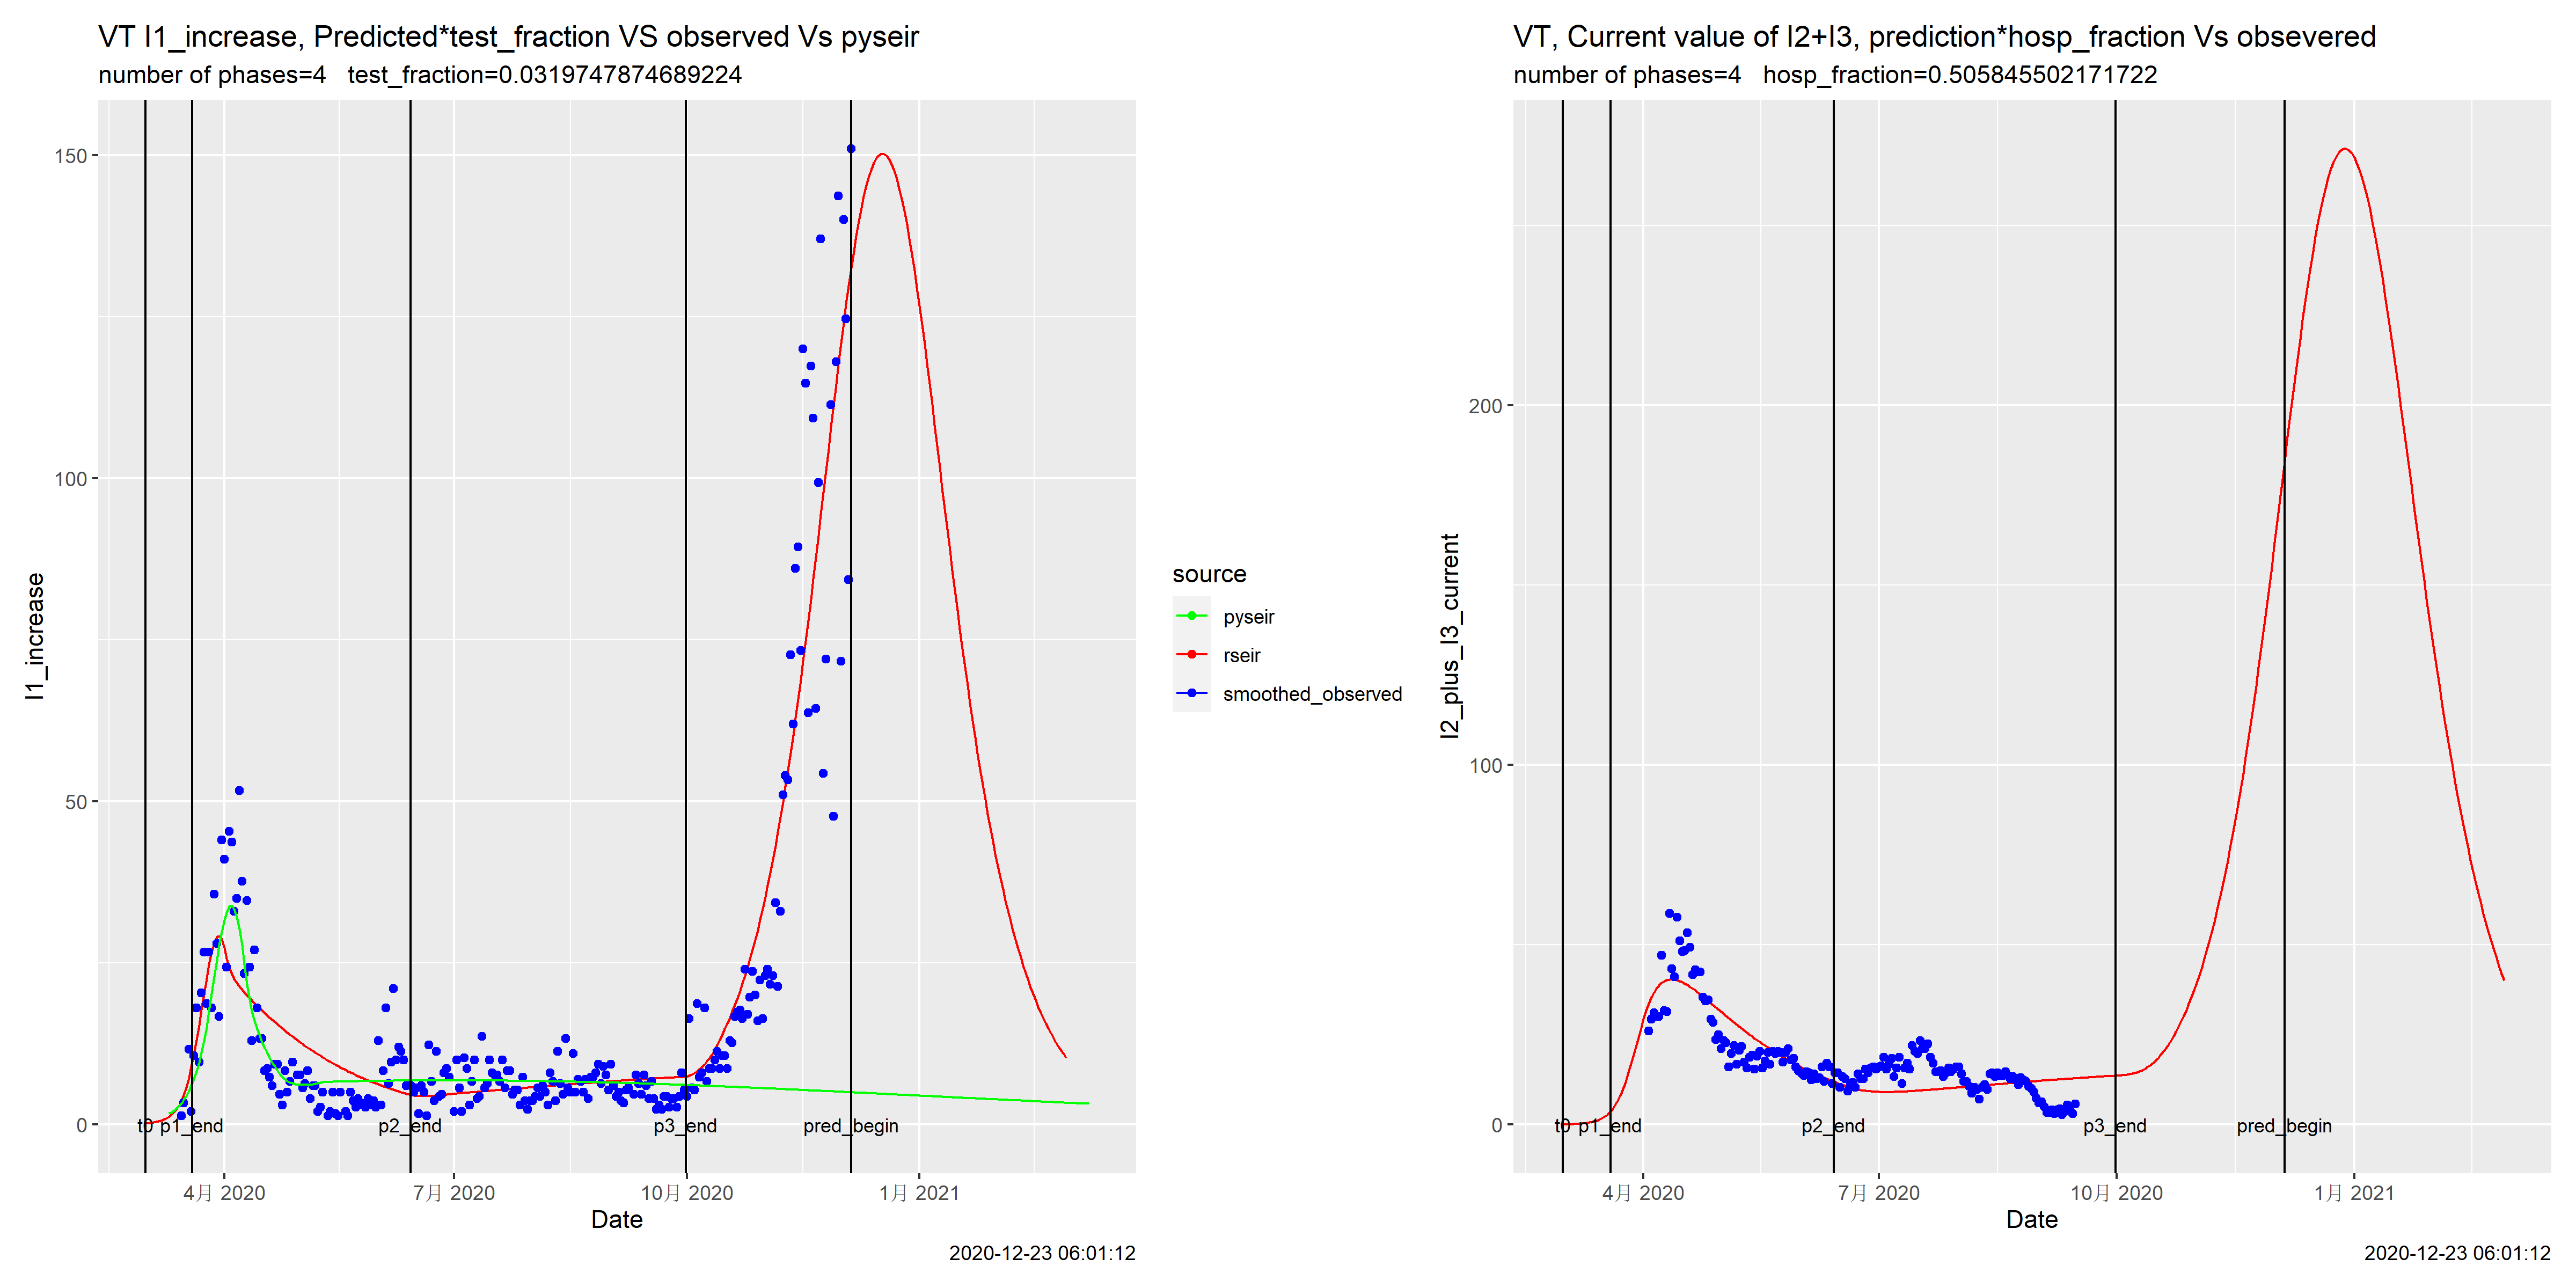 VT I1_increase, Predicted*test_fraction VS observed Vs pyseir
number of phases=4 test_fraction=0.0319747874689224
I1_increase
150
100
50
0
t0 p1_end p2_end p3_end pred_begin
4月 2020 7月 2020 10月 2020 1月 2021
Date
2020-12-23 06:01:12
source
pyseir
rseir
smoothed_observed
VT, Current value of I2+I3, prediction*hosp_fraction Vs obsevered
number of phases=4 hosp_fraction=0.505845502171722
I2_plus_I3_current
200
100
0
t0 p1_end p2_end p3_end pred_begin
4月 2020 7月 2020 10月 2020 1月 2021
Date
2020-12-23 06:01:12